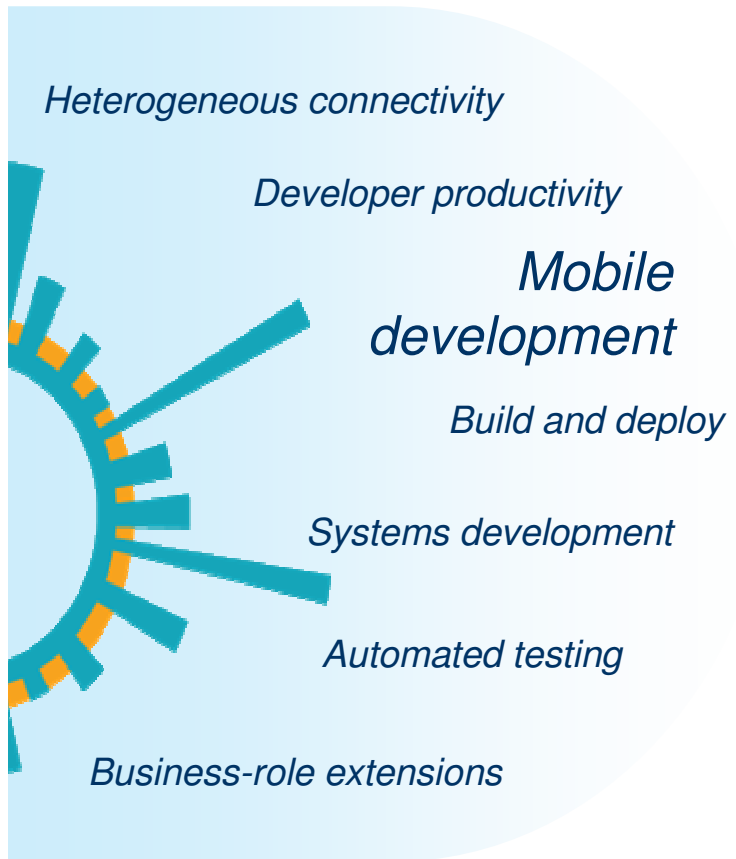 Heterogeneous connectivity
Developer productivity
Mobile
development
Build and deploy
Systems development
Automated testing
Business-role extensions